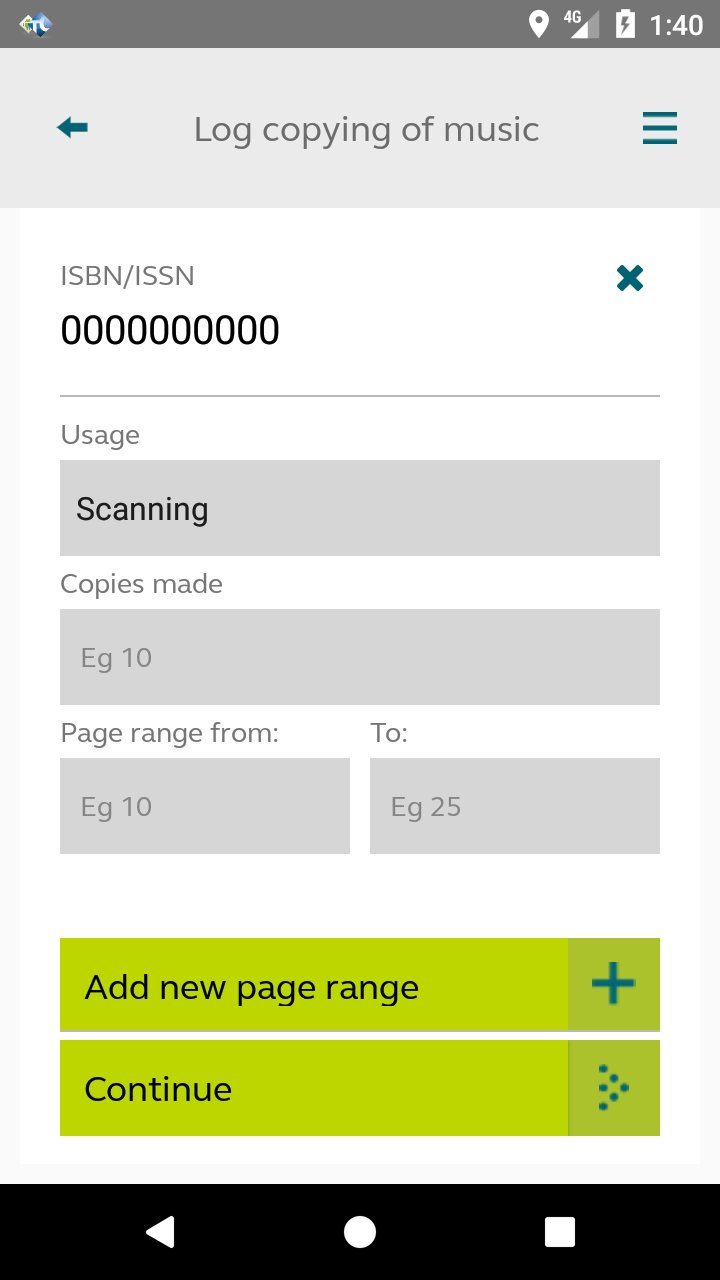 4G 1:40
Log copying of music
ISBN/ISSN
0000000000
Usage
Scanning
Copies made
Eg 10
Page range from: To:
Eg 10 Eg 25
Add new page range
Continue